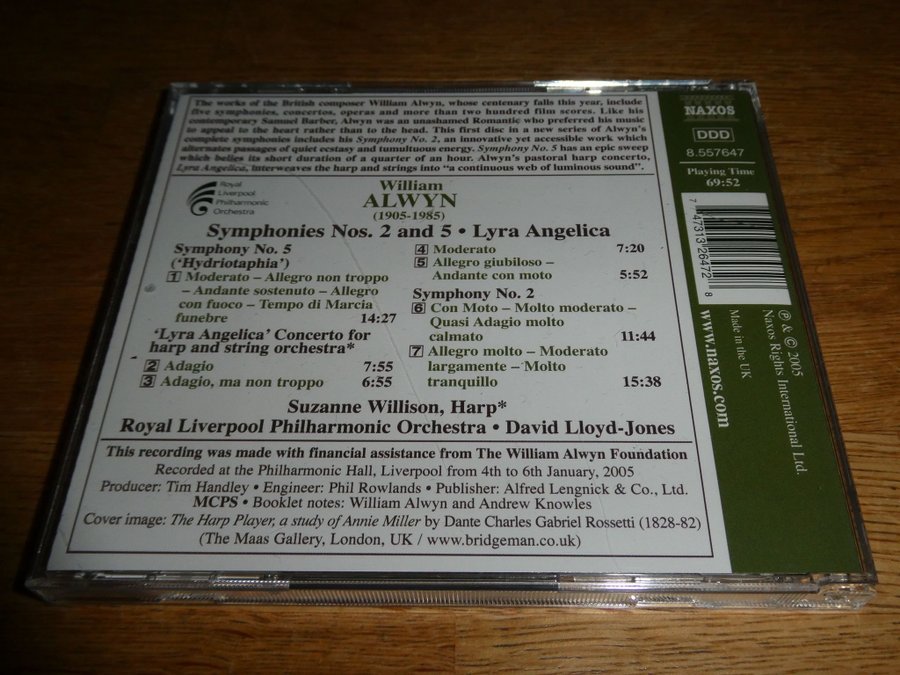 The works of the British composer William Alwyn, whose centenary falls this year, include
five symphonies, concertos, operas and more than two hundred film scores. Like his
contemporary Samuel Barber, Alwyn was an unashamed Romantic who preferred his music
to appeal to the heart rather than to the head. This first disc in a new series of Alwyn's
complete symphonies includes his Symphony No. 2, an innovative yet accessible work which
alternates passages of quiet ecstasy and tumultuous energy. Symphony No. 5 has an epic sweep
which belies its short duration of a quarter of an hour. Alwyn's pastoral harp concerto,
Lyra Angelica, interweaves the harp and strings into "a continuous web of luminous sound".
Royal
Liverpool
Philharmonic
Orchestra
William
ALWYN
(1905-1985)
Symphonies Nos. 2 and 5 • Lyra Angelica
Symphony No. 5
('Hydriotaphia')
1 Moderato – Allegro non troppo
– Andante sostenuto – Allegro
con fuoco – Tempo di Marcia
funebre 14:27
'Lyra Angelica' Concerto for
harp and string orchestra*
2 Adagio 7:55
3 Adagio, ma non troppo 6:55
4 Moderato 7:20
5 Allegro giubiloso –
Andante con moto 5:52
Symphony No. 2
6 Con Moto – Molto moderato –
Quasi Adagio molto
calmato 11:44
7 Allegro molto – Moderato
largamente – Molto
tranquillo 15:38
Suzanne Willison, Harp*
Royal Liverpool Philharmonic Orchestra • David Lloyd-Jones
This recording was made with financial assistance from The William Alwyn Foundation
Recorded at the Philharmonic Hall, Liverpool from 4th to 6th January, 2005
Producer: Tim Handley • Engineer: Phil Rowlands • Publisher: Alfred Lengnick & Co., Ltd.
MCPS • Booklet notes: William Alwyn and Andrew Knowles
Cover image: The Harp Player, a study of Annie Miller by Dante Charles Gabriel Rossetti (1828-82)
(The Maas Gallery, London, UK / www.bridgeman.co.uk)
NAXOS
DDD
8.557647
Playing Time
69:52
7 47313 26472 8
℗ & © 2005
Naxos Rights International Ltd.
Made in the UK
www.naxos.com